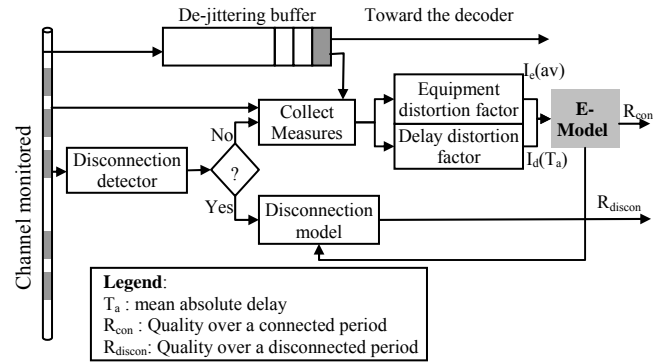 De-jittering buffer
Toward the decoder
Channel monitored
I_e(av)
Equipment
distortion factor
E-
Model
R_con
Collect
Measures
No
Delay distortion
factor
I_d(T_a)
Disconnection
detector
?
Yes
Disconnection
model
R_discon
Legend:
T_a : mean absolute delay
R_con : Quality over a connected period
R_discon: Quality over a disconnected period